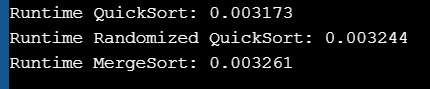 Runtime QuickSort: 0.003173
Runtime Randomized QuickSort: 0.003244
Runtime MergeSort: 0.003261